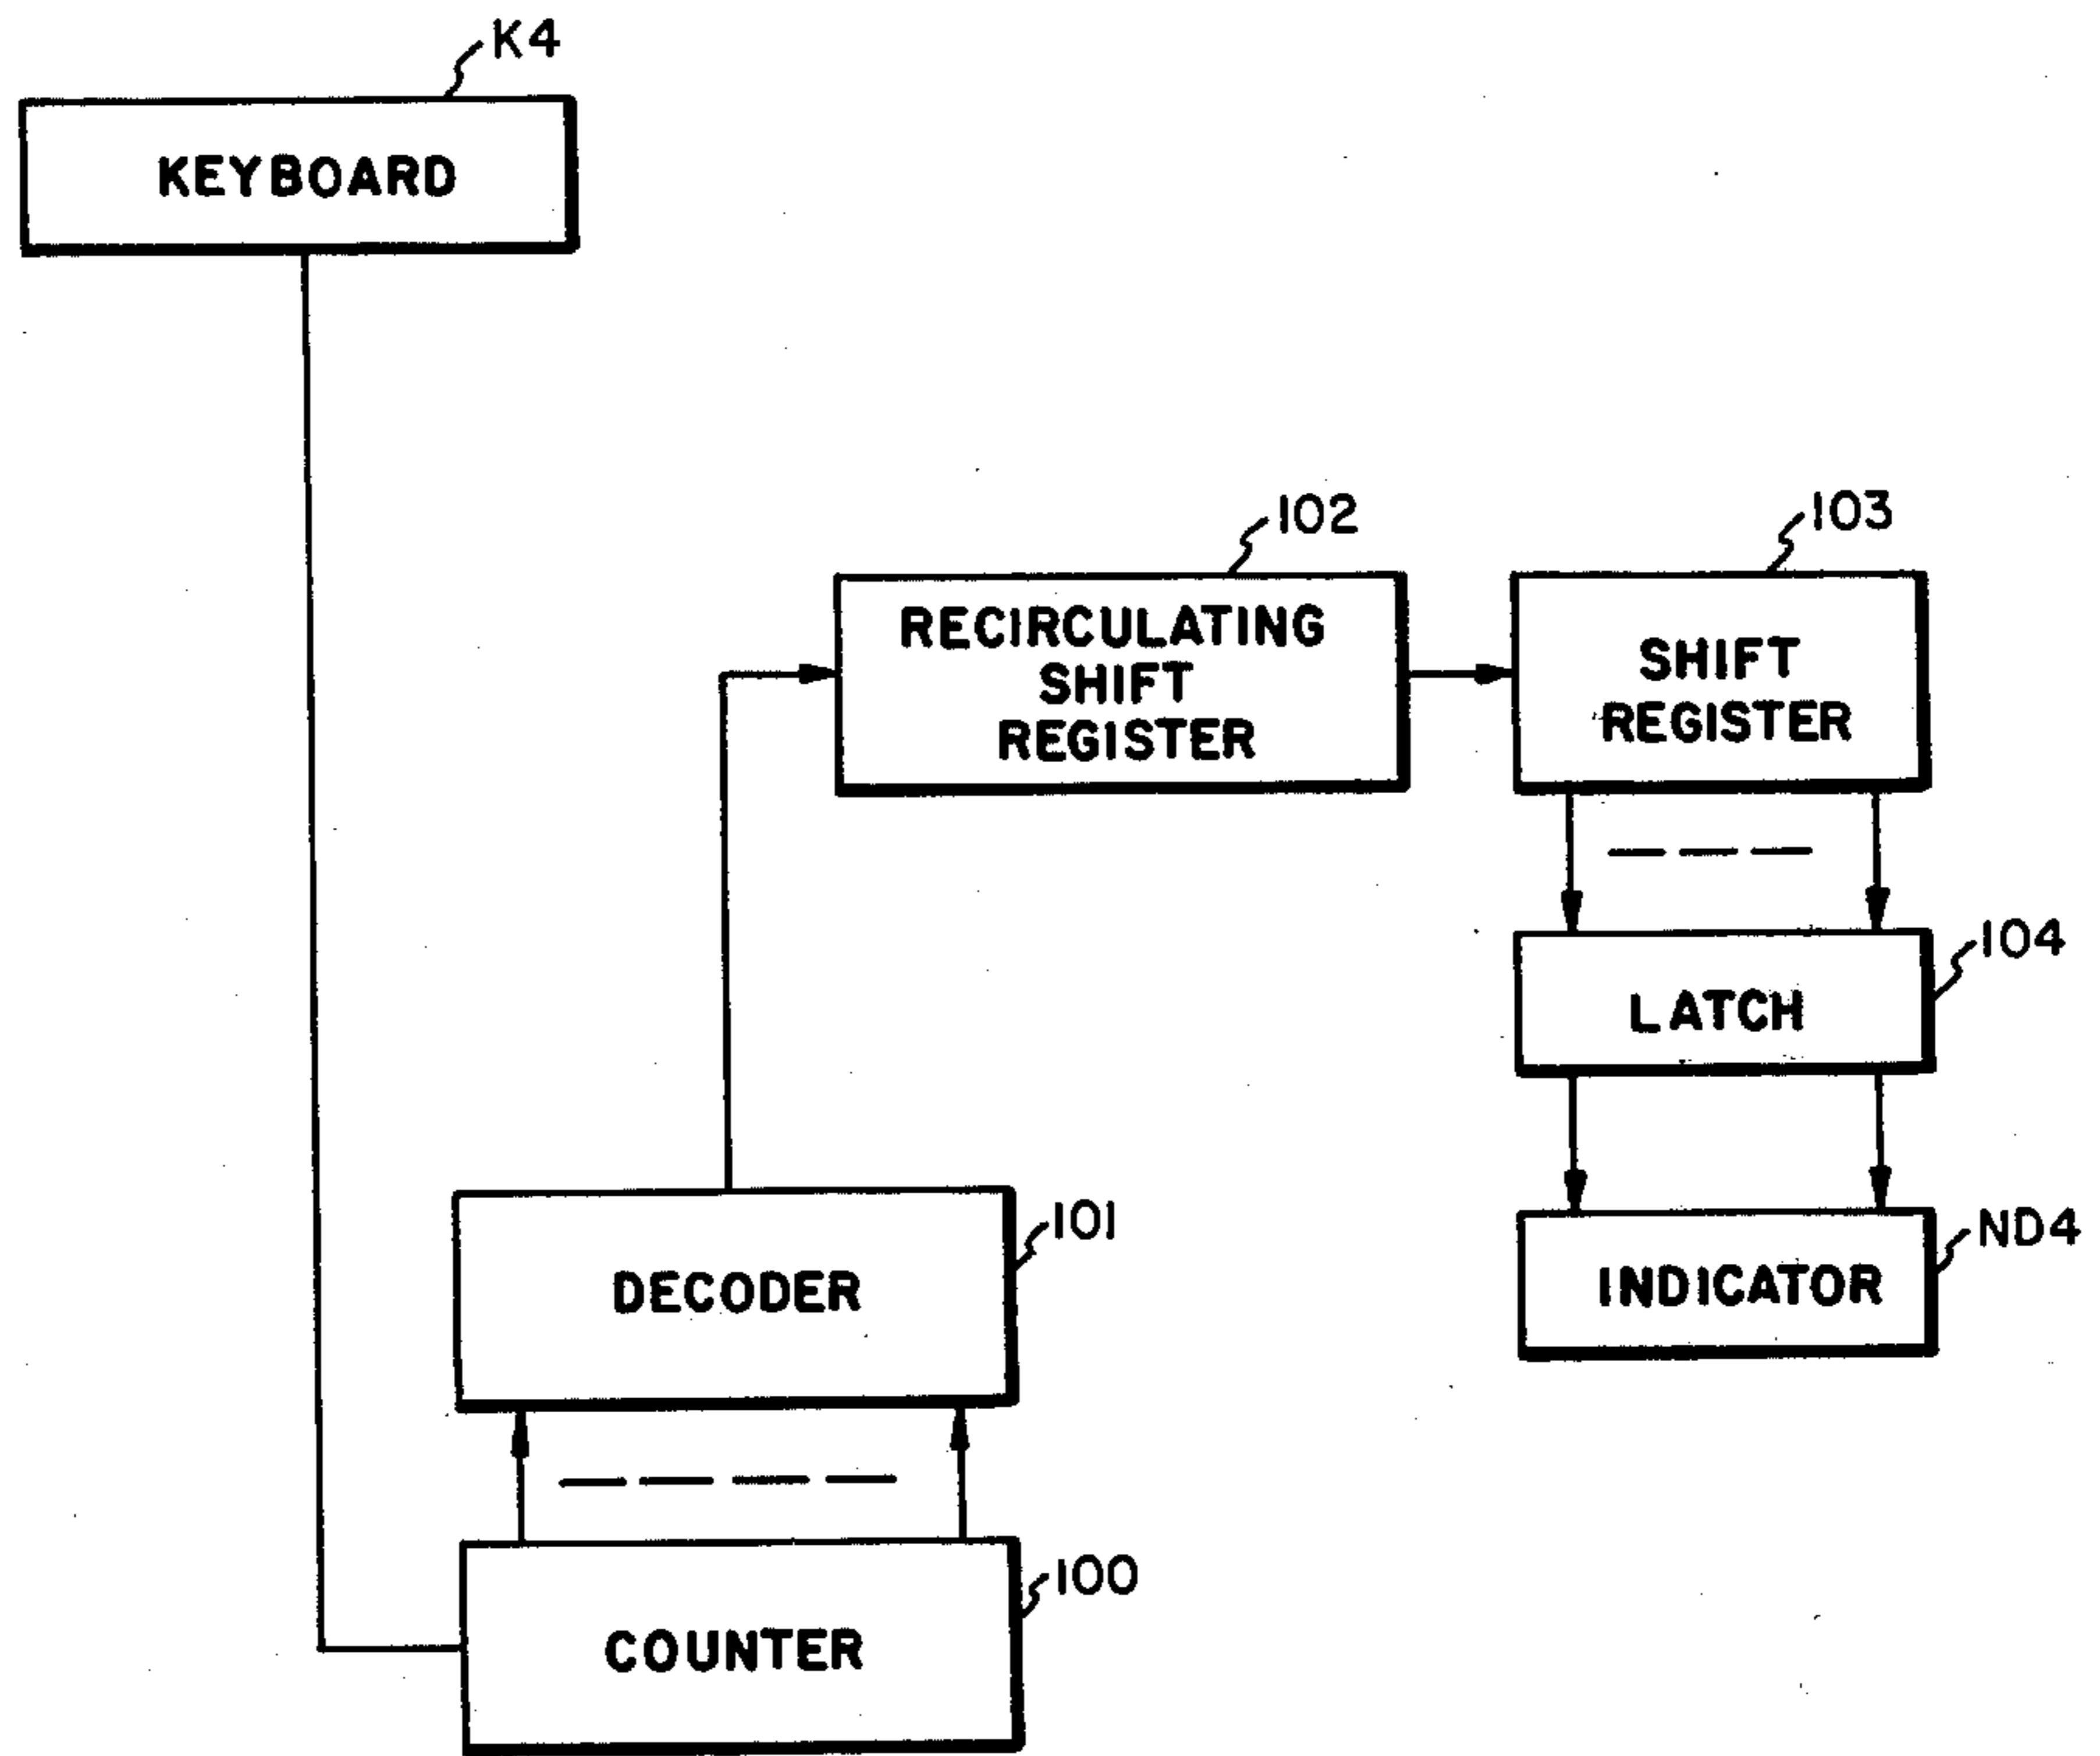 K4
KEYBOARD
102
103
RECIRCULATING
SHIFT
REGISTER
SHIFT
REGISTER
104
LATCH
101
ND4
DECODER
INDICATOR
100
COUNTER